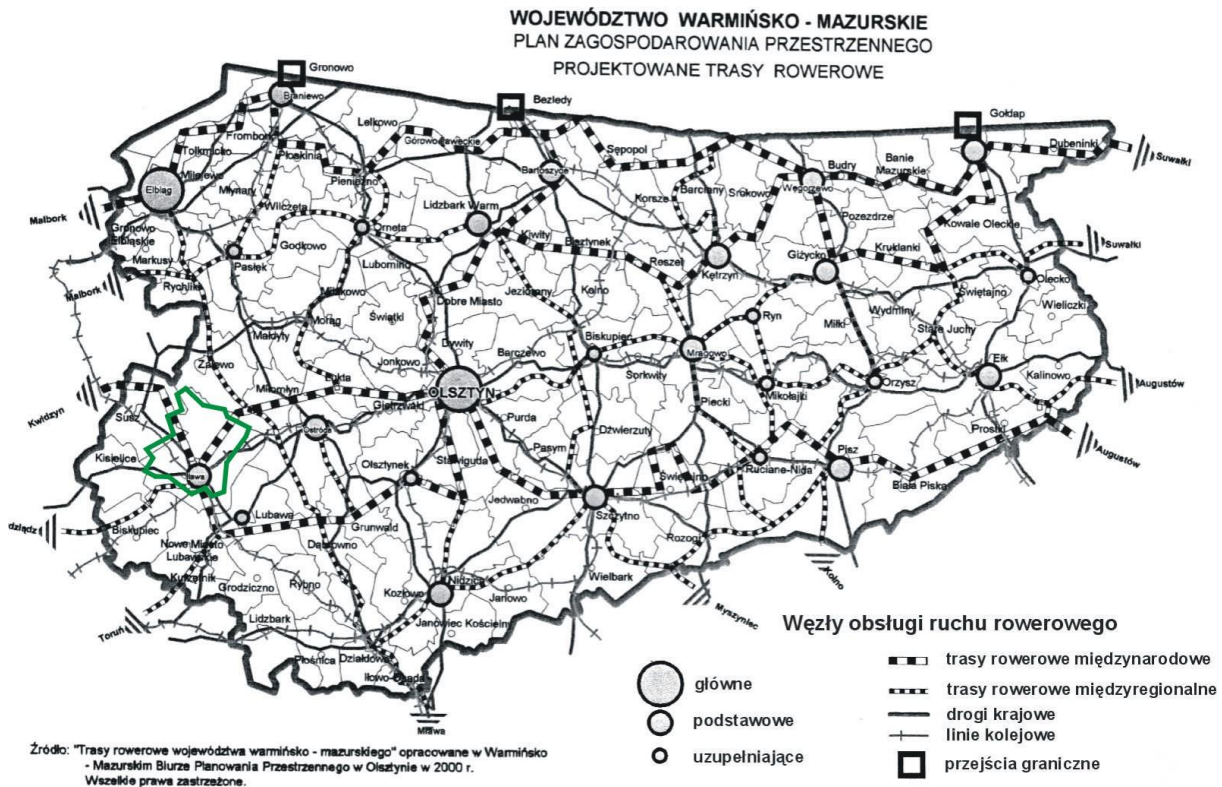 WOJEWÓDZTWO WARMIŃSKO - MAZURSKIE
PLAN ZAGOSPODAROWANIA PRZESTRZENNEGO
PROJEKTOWANE TRASY ROWEROWE
Gronowo
Braniewo
Bezledy
Gołdap
Lelkowo
Frombork
Górowo Iławeckie
Sępopol
Dubeninki
Suwałki
Tolkmicko
Płoskinia
Bartoszyce
Budry
Banie
Mazurskie
Milejewo
Elbląg
Pieniężno
Barciany
Srokowo
Węgorzewo
Młynary
Wilczęta
Lidzbark Warm.
Korsze
Pozezdrze
Kowale Oleckie
Malbork
Gronowo
Elbląskie
Orneta
Kiwity
Bisztynek
Suwałki
Markusy
Godkowo
Pasłęk
Lubomino
Reszel
Kętrzyn
Giżycko
Kruklanki
Olecko
Malbork
Rychliki
Miłakowo
Dobre Miasto
Jeziorany
Kolno
Świętajno
Wieliczki
Morąg
Świątki
Ryn
Miłki
Wydminy
Stare Juchy
Małdyty
Dywity
Biskupiec
Jonkowo
Barczewo
Mrągowo
Ełk
Zalewo
Miłomłyn
Łukta
OLSZTYN
Sorkwity
Mikołajki
Orzysz
Kalinowo
Augustów
Kwidzyn
Susz
Gietrzwałd
Purda
Piecki
Ostróda
Dźwierzuty
Prostki
Kisielice
Olsztynek
Stawiguda
Pasym
Pisz
Augustów
Iława
Świętajno
Ruciane-Nida
Biała Piska
Lubawa
Jedwabno
Szczytno
dziądz
Biskupiec
Grunwald
Rozogi
Nowe Miasto
Lubawskie
Dąbrówno
Kurzętnik
Grodziczno
Rybno
Nidzica
Wielbark
Kolno
Kozłowo
Janowo
Myszyniec
Toruń
Lidzbark
Janowiec Kościelny
Płośnica
Działdowo
Iłowo-Osada
Mława
Węzły obsługi ruchu rowerowego
główne
podstawowe
uzupełniające
trasy rowerowe międzynarodowe
trasy rowerowe międzyregionalne
drogi krajowe
linie kolejowe
przejścia graniczne
Źródło: "Trasy rowerowe województwa warmińsko - mazurskiego" opracowane w Warmińsko
- Mazurskim Biurze Planowania Przestrzennego w Olsztynie w 2000 r.
Wszelkie prawa zastrzeżone.